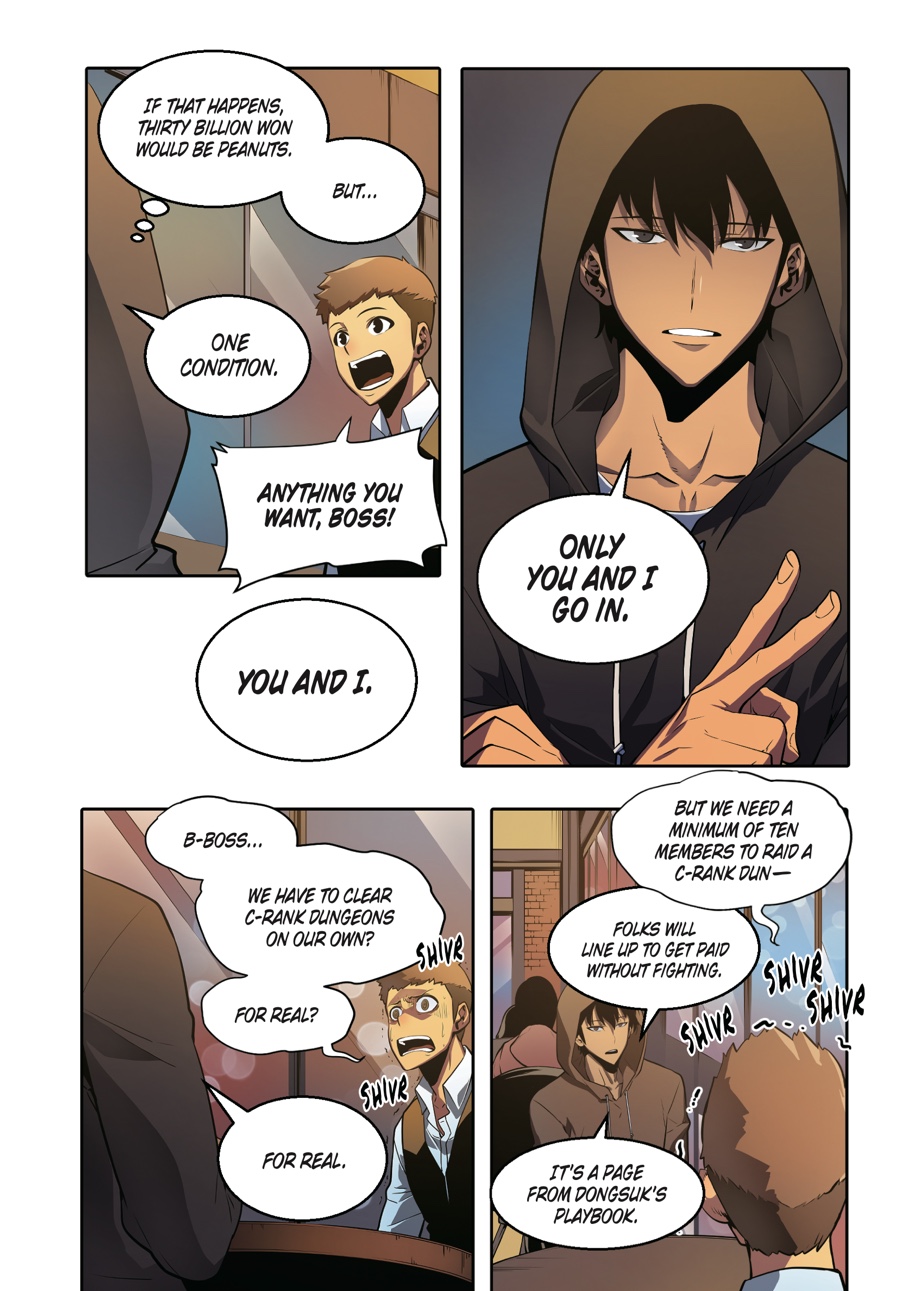 IF THAT HAPPENS,
THIRTY BILLION WON
WOULD BE PEANUTS.
BUT...
ONE
CONDITION.
ANYTHING YOU
WANT, BOSS!
ONLY
YOU AND I
GO IN.
YOU AND I.
B-BOSS...
WE HAVE TO CLEAR
C-RANK DUNGEONS
ON OUR OWN?
SHIVR
FOR REAL?
SHIVR
FOR REAL.
BUT WE NEED A
MINIMUM OF TEN
MEMBERS TO RAID A
C-RANK DUN—
FOLKS WILL
LINE UP TO GET PAID
WITHOUT FIGHTING.
SHIVR
SHIVR
SHIVR
IT'S A PAGE
FROM DONGSUK'S
PLAYBOOK.